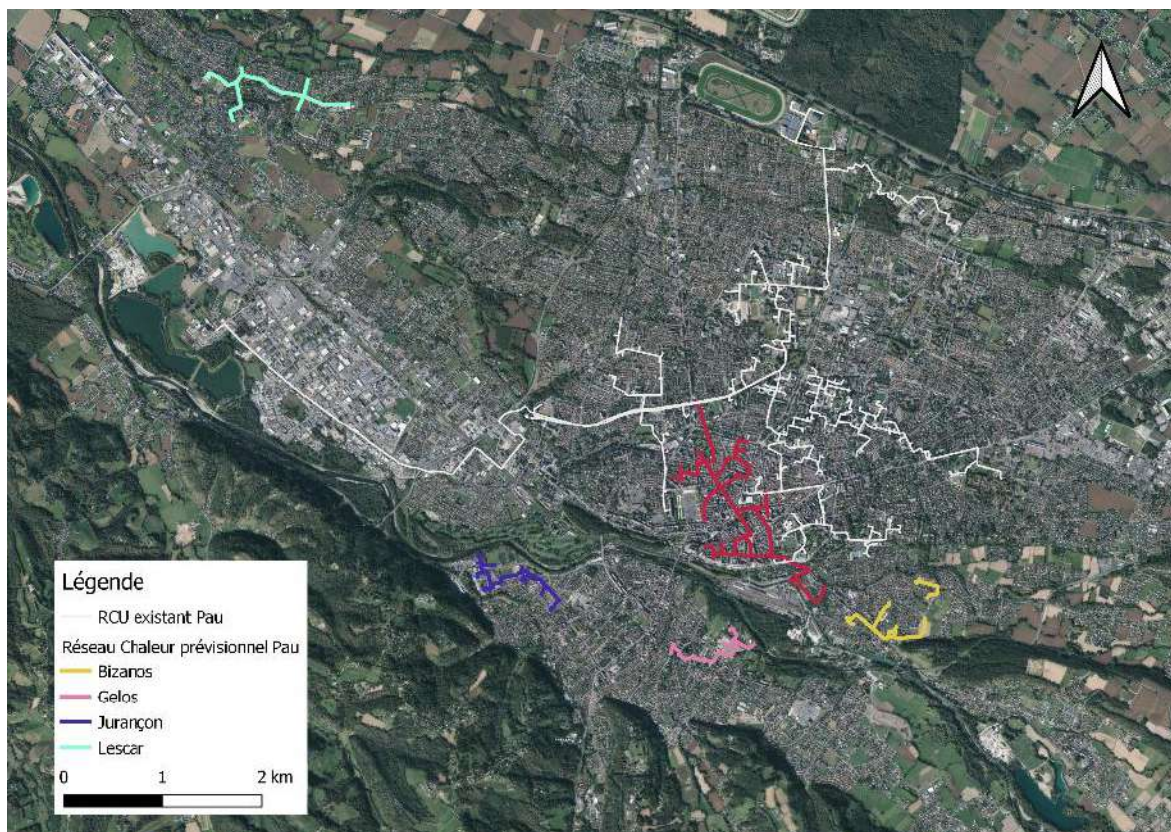 Légende
RCU existant Pau
Réseau Chaleur prévisionnel Pau
Bizanos
Gelos
Jurançon
Lescar
0 1 2 km